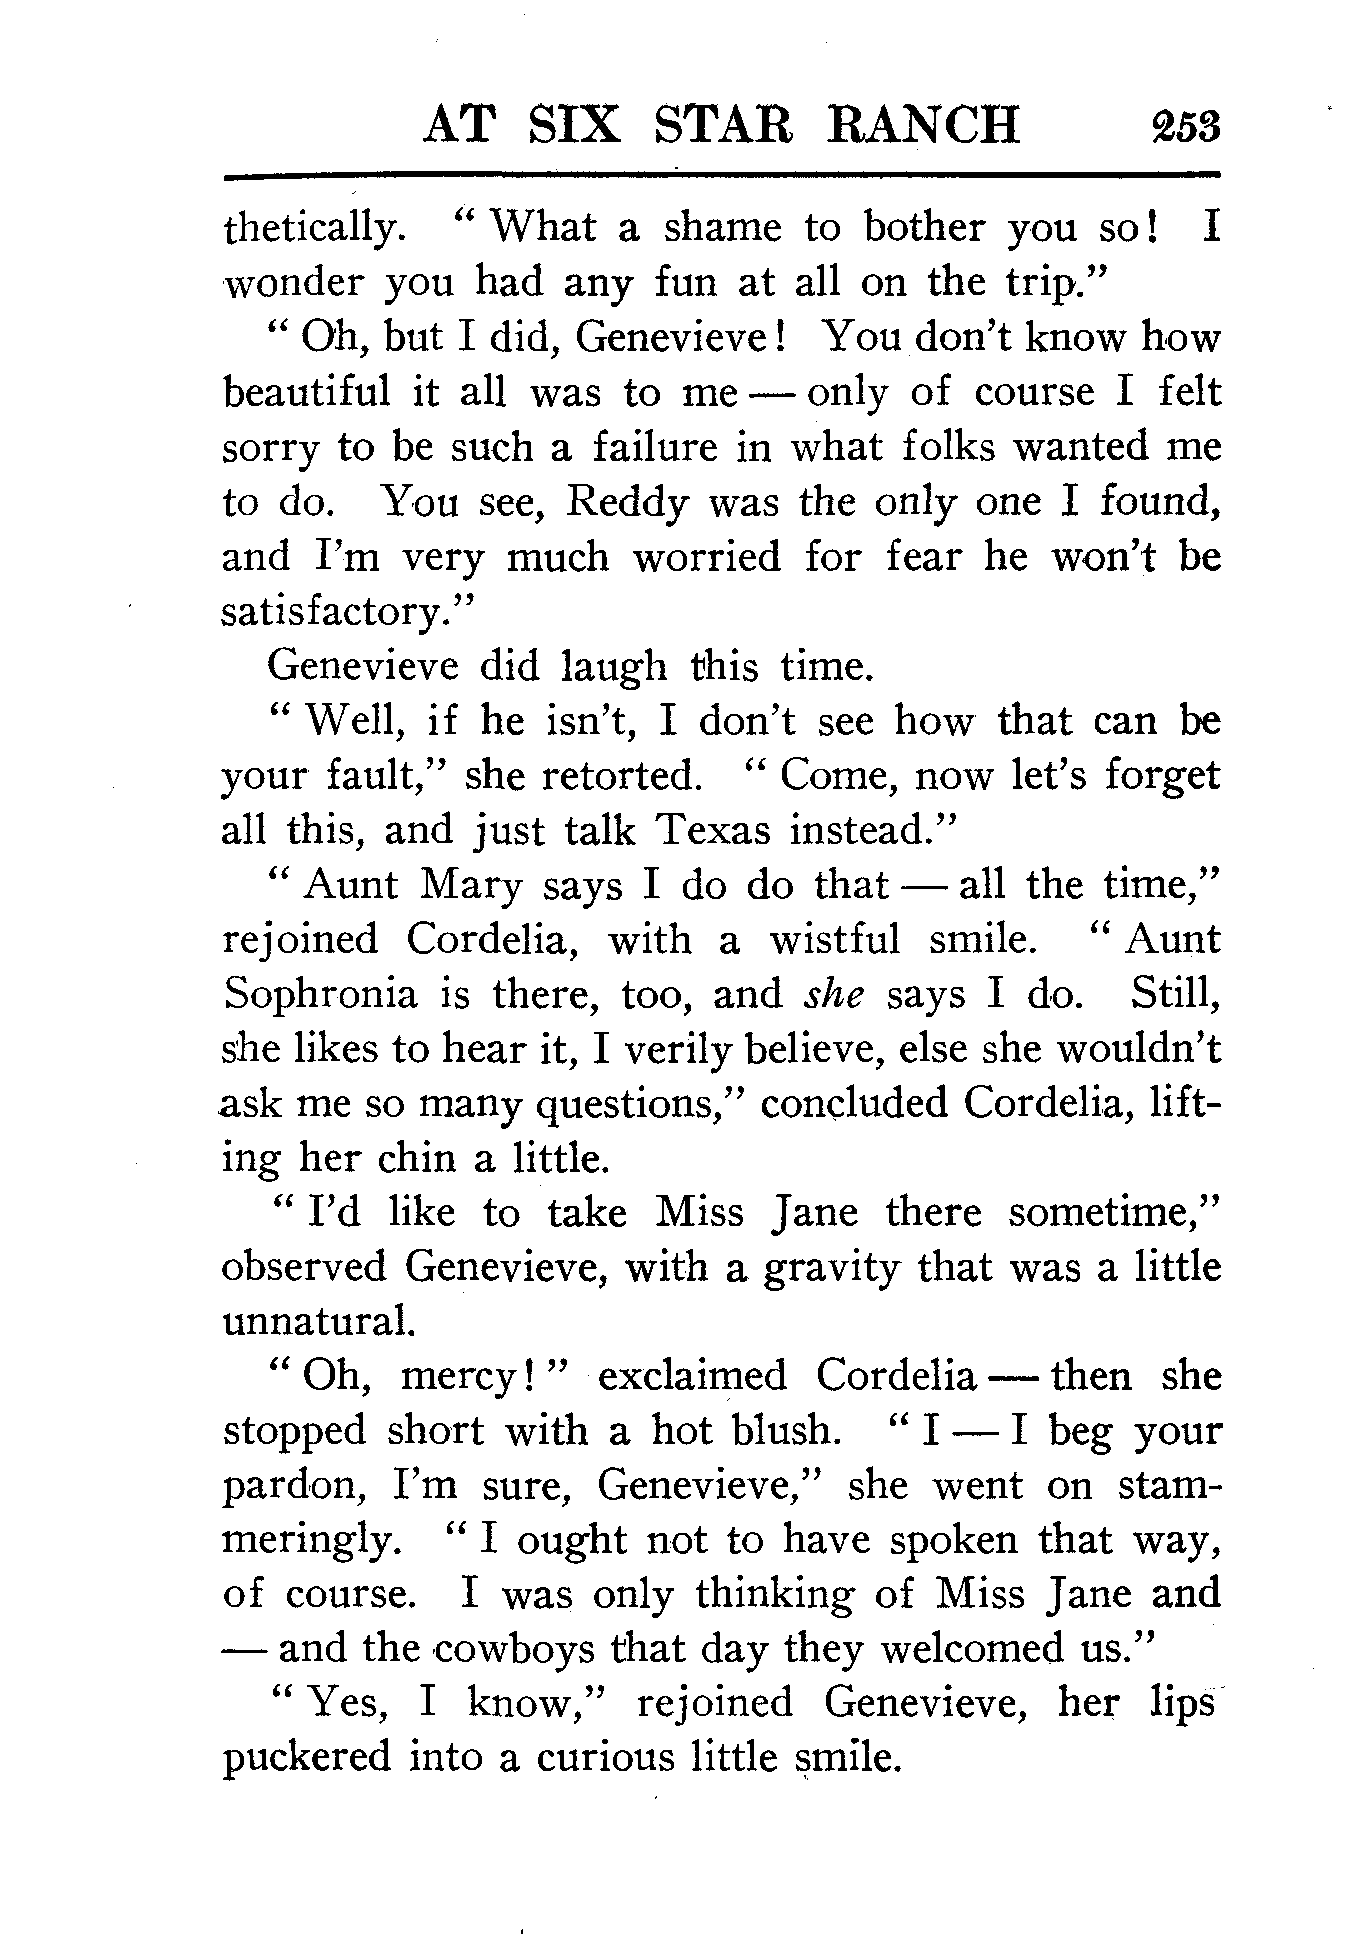 AT SIX STAR RANCH 253
thetically. “ What a shame to bother you so! I
wonder you had any fun at all on the trip.”
“ Oh, but I did, Genevieve! You don’t know how
beautiful it all was to me — only of course I felt
sorry to be such a failure in what folks wanted me
to do. You see, Reddy was the only one I found,
and I’m very much worried for fear he won’t be
satisfactory.”
Genevieve did laugh this time.
“ Well, if he isn’t, I don’t see how that can be
your fault,” she retorted. “ Come, now let’s forget
all this, and just talk Texas instead.”
“ Aunt Mary says I do do that — all the time,”
rejoined Cordelia, with a wistful smile. “ Aunt
Sophronia is there, too, and she says I do. Still,
she likes to hear it, I verily believe, else she wouldn’t
ask me so many questions,” concluded Cordelia, lift-
ing her chin a little.
“ I’d like to take Miss Jane there sometime,”
observed Genevieve, with a gravity that was a little
unnatural.
“ Oh, mercy! ” exclaimed Cordelia — then she
stopped short with a hot blush. “ I — I beg your
pardon, I’m sure, Genevieve,” she went on stam-
meringly. “ I ought not to have spoken that way,
of course. I was only thinking of Miss Jane and
— and the cowboys that day they welcomed us.”
“ Yes, I know,” rejoined Genevieve, her lips
puckered into a curious little smile.